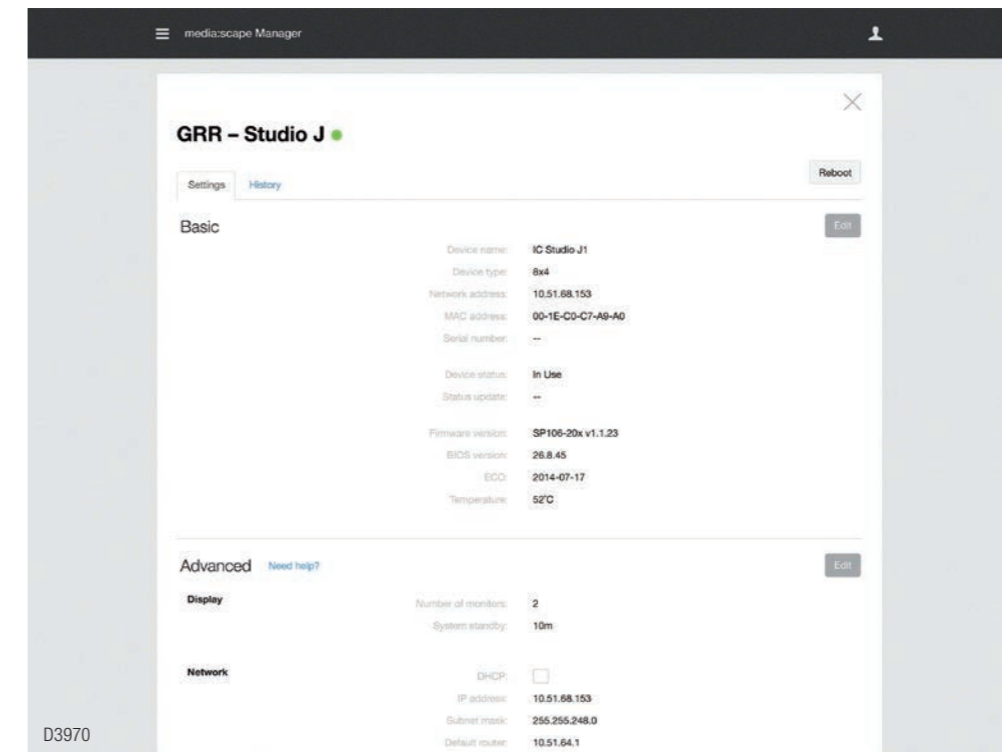 media:scape Manager
GRR – Studio J
Reboot
Settings History
Basic Edit
Device name: IC Studio J1
Device type: 8x4
Network address: 10.51.68.153
MAC address: 00-1E-C0-C7-A9-A0
Serial number: --
Device status: In Use
Status update: --
Firmware version: SP106-20x v1.1.23
BIOS version: 26.8.45
ECO: 2014-07-17
Temperature: 52°C
Advanced Need help? Edit
Display Number of monitors: 2
System standby: 10m
Network DHCP:
IP address: 10.51.68.153
Subnet mask: 255.255.248.0
Default router: 10.51.64.1
D3970